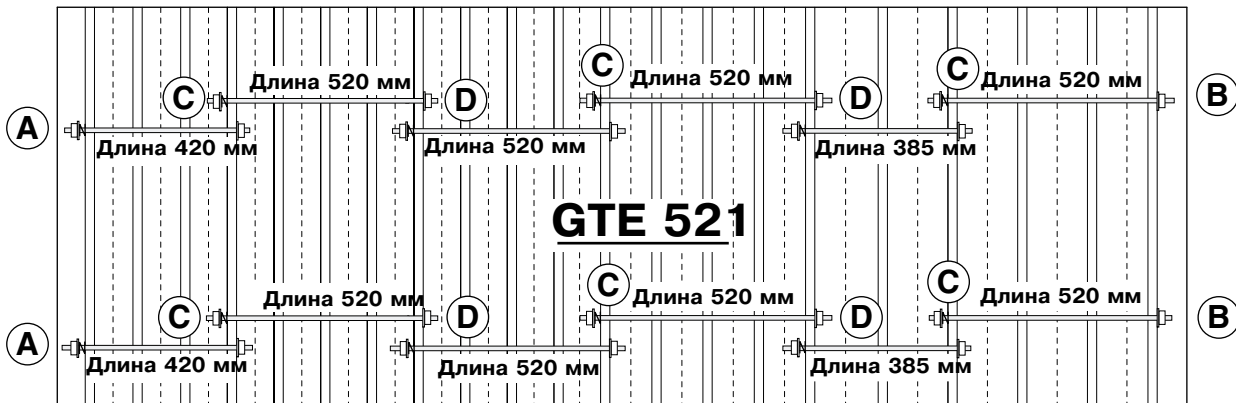 C Длина 520 мм D C Длина 520 мм D C Длина 520 мм B
A Длина 420 мм Длина 520 мм Длина 385 мм
GTE 521
C Длина 520 мм D C Длина 520 мм D C Длина 520 мм B
A Длина 420 мм Длина 520 мм Длина 385 мм